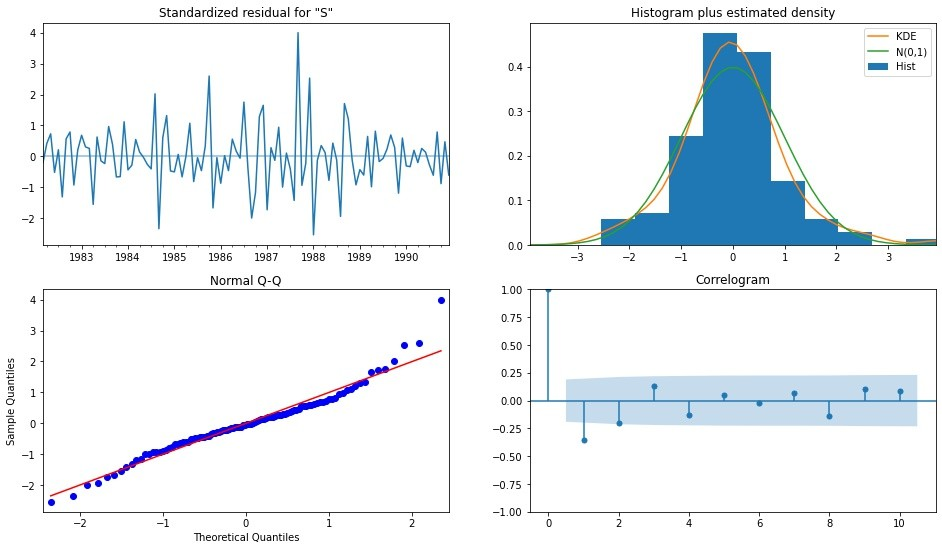 Standardized residual for "S"
4
3
2
1
0
−1
−2
1983 1984 1985 1986 1987 1988 1989 1990
Histogram plus estimated density
KDE
N(0,1)
Hist
0.4
0.3
0.2
0.1
0.0
−3 −2 −1 0 1 2 3
Normal Q-Q
Sample Quantiles
4
3
2
1
0
−1
−2
−2 −1 0 1 2
Theoretical Quantiles
Correlogram
1.00
0.75
0.50
0.25
0.00
−0.25
−0.50
−0.75
−1.00
0 2 4 6 8 10